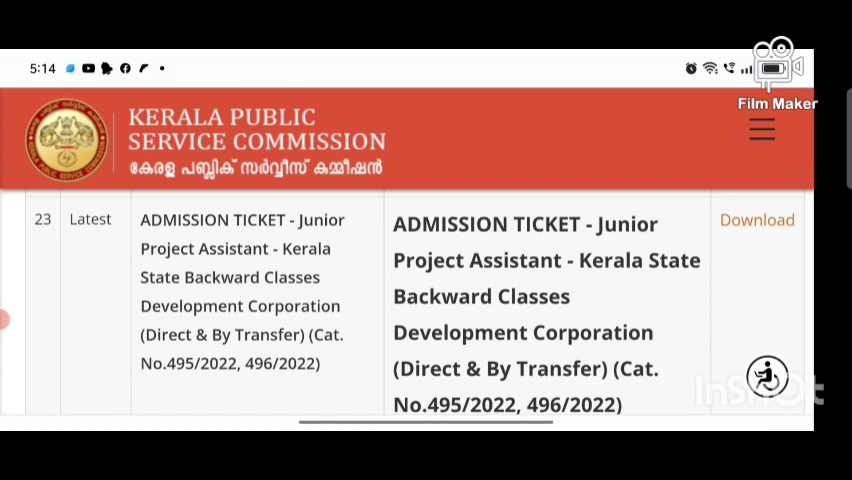 5:14
Film Maker
KERALA PUBLIC
SERVICE COMMISSION
കേരള പബ്ലിക് സർവ്വീസ് കമ്മീഷൻ
23
Latest
ADMISSION TICKET - Junior
Project Assistant - Kerala
State Backward Classes
Development Corporation
(Direct & By Transfer) (Cat.
No.495/2022, 496/2022)
ADMISSION TICKET - Junior
Project Assistant - Kerala State
Backward Classes
Development Corporation
(Direct & By Transfer) (Cat.
No.495/2022, 496/2022)
Download
InShOt